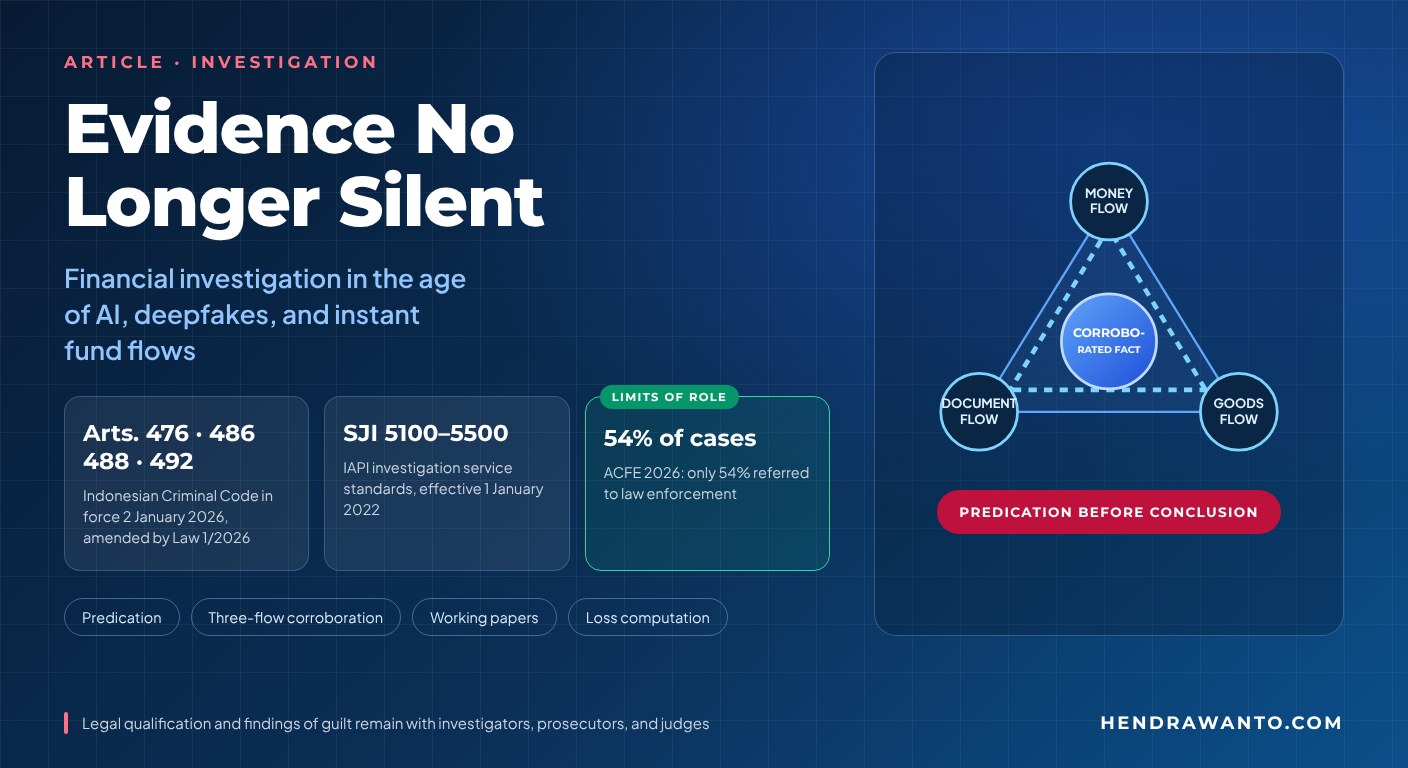 ARTICLE · INVESTIGATION
Evidence No
Longer Silent
Financial investigation in the age
of AI, deepfakes, and instant
fund flows
Arts. 476 · 486
488 · 492
Indonesian Criminal Code in
force 2 January 2026,
amended by Law 1/2026
SJI 5100–5500
IAPI investigation service
standards, effective 1 January
2022
LIMITS OF ROLE
54% of cases
ACFE 2026: only 54% referred
to law enforcement
Predication
Three-flow corroboration
Working papers
Loss computation
MONEY
FLOW
CORROBO-
RATED FACT
DOCUMENT
FLOW
GOODS
FLOW
PREDICATION BEFORE CONCLUSION
Legal qualification and findings of guilt remain with investigators, prosecutors, and judges
HENDRAWANTO.COM